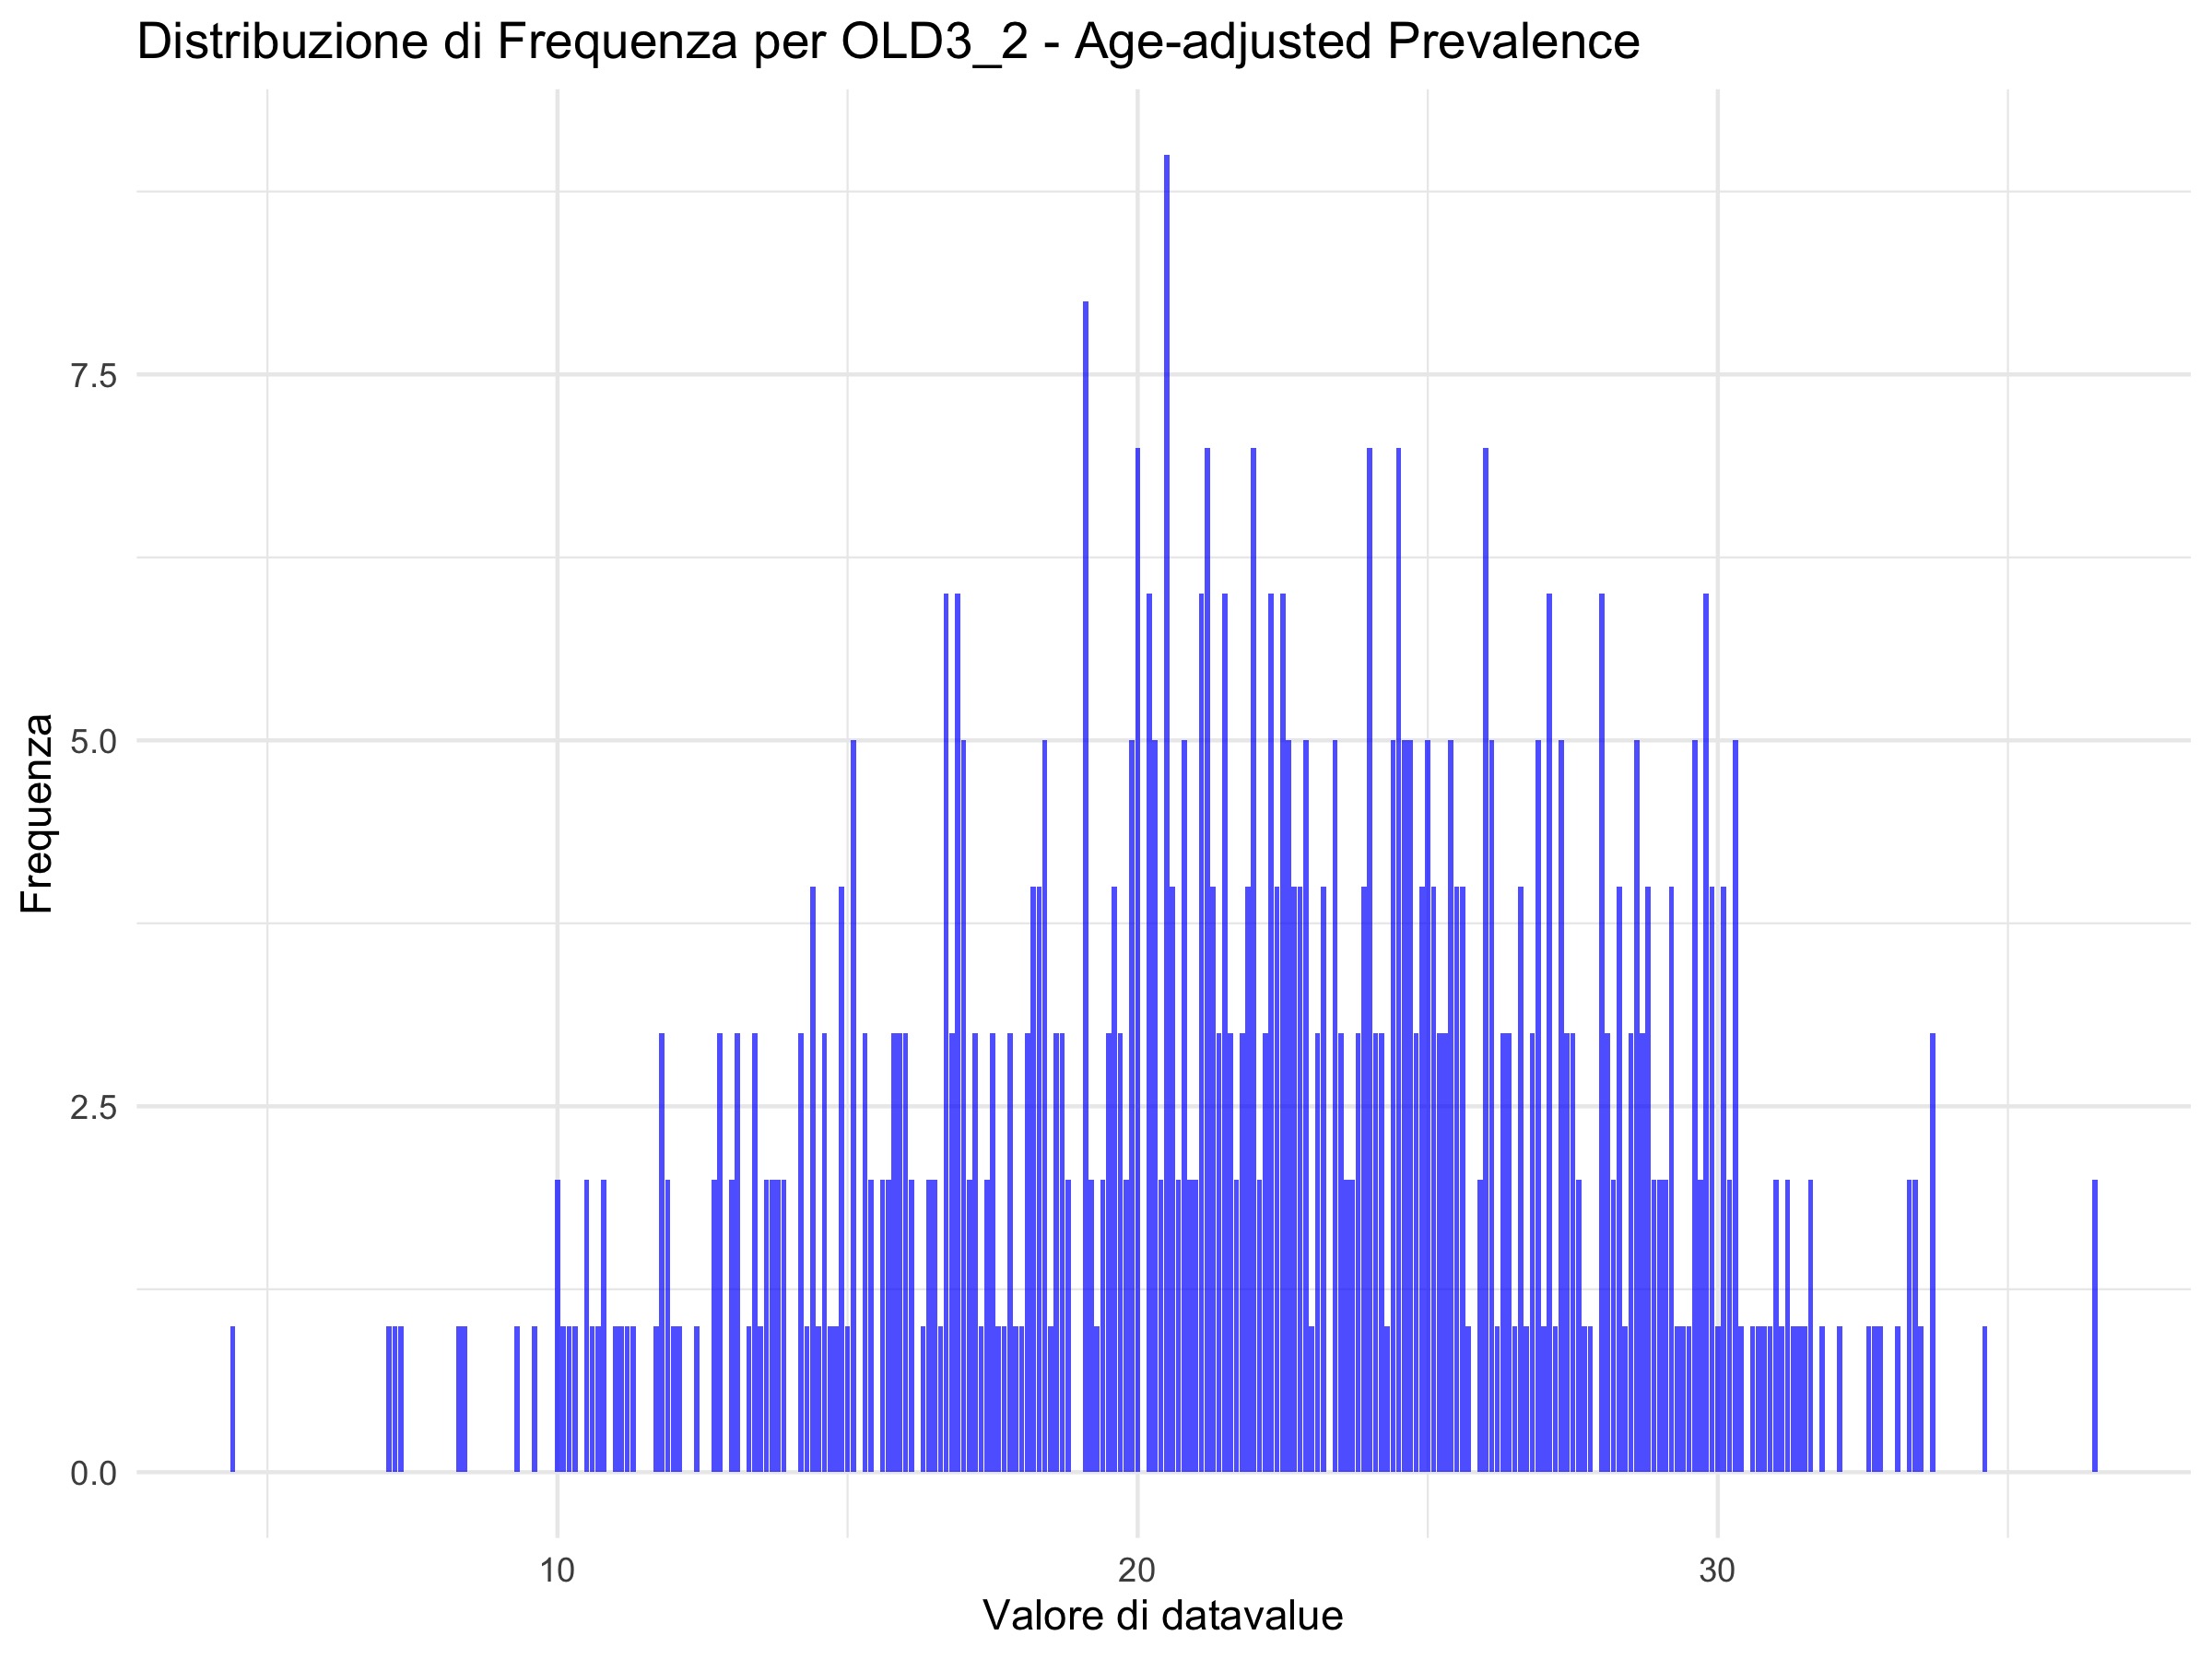 Distribuzione di Frequenza per OLD3_2 - Age-adjusted Prevalence
Frequenza
7.5
5.0
2.5
0.0
10 20 30
Valore di datavalue